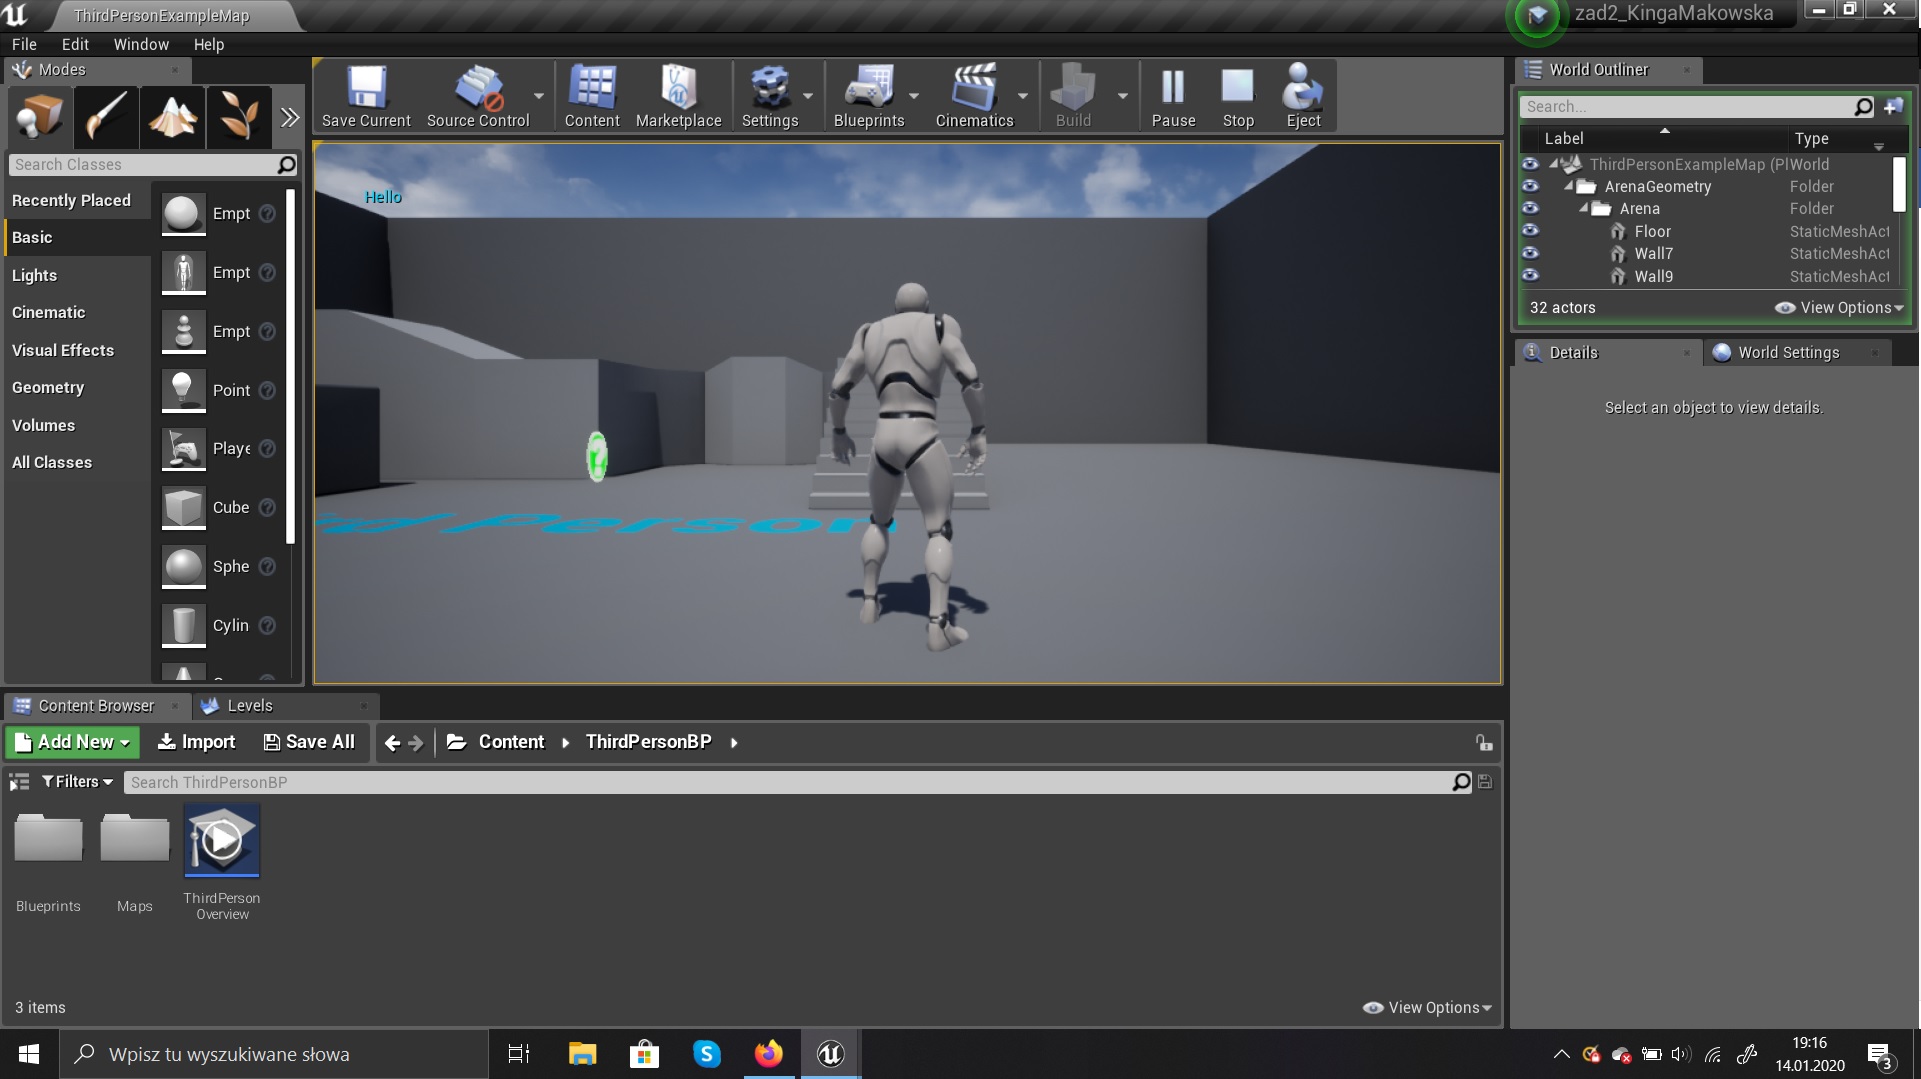 ThirdPersonExampleMap
zad2_KingaMakowska
File Edit Window Help
Modes
Save Current
Source Control
Content
Marketplace
Settings
Blueprints
Cinematics
Build
Pause
Stop
Eject
Search Classes
Recently Placed
Basic
Lights
Cinematic
Visual Effects
Geometry
Volumes
All Classes
Empt
Empt
Empt
Point
Playe
Cube
Sphe
Cylin
Hello
Person
World Outliner
Search...
Label Type
ThirdPersonExampleMap (Pl World
ArenaGeometry Folder
Arena Folder
Floor StaticMeshAct
Wall7 StaticMeshAct
Wall9 StaticMeshAct
32 actors View Options
Details World Settings
Select an object to view details.
Content Browser Levels
Add New Import Save All Content ThirdPersonBP
Filters Search ThirdPersonBP
Blueprints
Maps
ThirdPerson
Overview
3 items View Options
Wpisz tu wyszukiwane słowa
19:16
14.01.2020
3